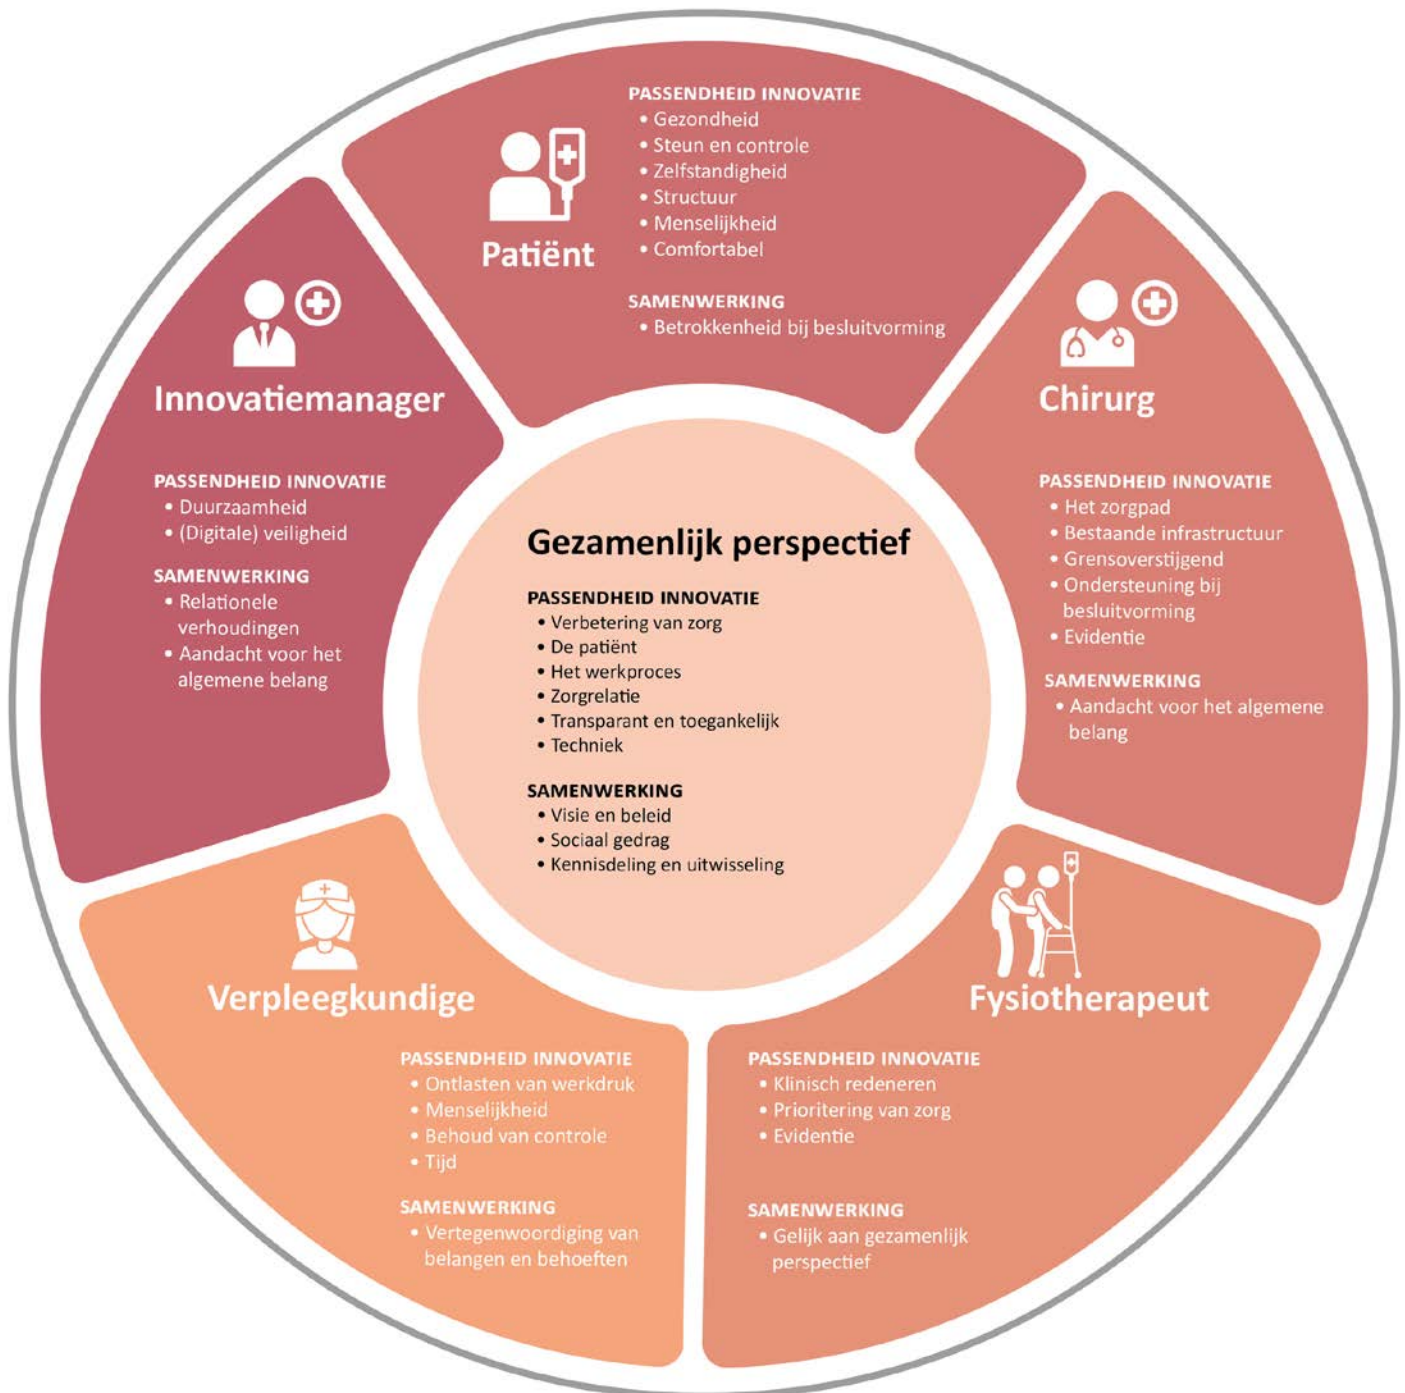 Patiënt
PASSENDHEID INNOVATIE
• Gezondheid
• Steun en controle
• Zelfstandigheid
• Structuur
• Menselijkheid
• Comfortabel
SAMENWERKING
• Betrokkenheid bij besluitvorming
Chirurg
PASSENDHEID INNOVATIE
• Het zorgpad
• Bestaande infrastructuur
• Grensoverstijgend
• Ondersteuning bij
besluitvorming
• Evidentie
SAMENWERKING
• Aandacht voor het algemene
belang
Fysiotherapeut
PASSENDHEID INNOVATIE
• Klinisch redeneren
• Prioritering van zorg
• Evidentie
SAMENWERKING
• Gelijk aan gezamenlijk
perspectief
Verpleegkundige
PASSENDHEID INNOVATIE
• Ontlasten van werkdruk
• Menselijkheid
• Behoud van controle
• Tijd
SAMENWERKING
• Vertegenwoordiging van
belangen en behoeften
Innovatiemanager
PASSENDHEID INNOVATIE
• Duurzaamheid
• (Digitale) veiligheid
SAMENWERKING
• Relationele
verhoudingen
• Aandacht voor het
algemene belang
Gezamenlijk perspectief
PASSENDHEID INNOVATIE
• Verbetering van zorg
• De patiënt
• Het werkproces
• Zorgrelatie
• Transparant en toegankelijk
• Techniek
SAMENWERKING
• Visie en beleid
• Sociaal gedrag
• Kennisdeling en uitwisseling